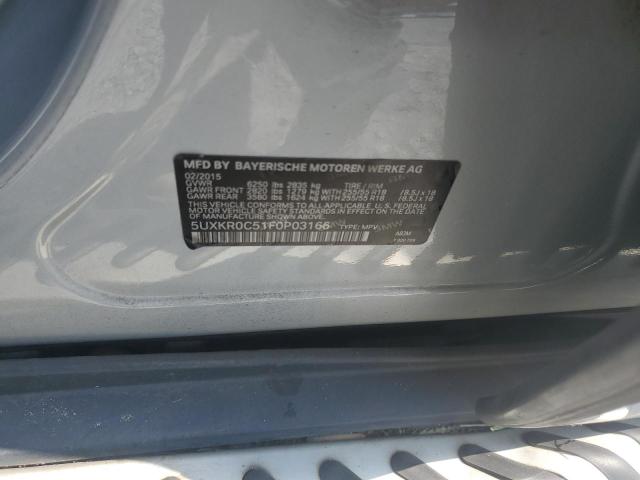 MFD BY BAYERISCHE MOTOREN WERKE AG
02/2015
GVWR 6250 lbs 2835 kg TIRE / RIM
GAWR FRONT 2820 lbs 1279 kg WITH 255/55 R18 /8.5J x 18
GAWR REAR 3580 lbs 1624 kg WITH 255/55 R18 /8.5J x 18
THIS VEHICLE CONFORMS TO ALL APPLICABLE FEDERAL
MOTOR VEHICLE SAFETY STANDARDS IN EFFECT ON THE DATE OF
MANUFACTURE SHOWN ABOVE.
5UXKR0C51F0P03166 TYPE: MPV A83M